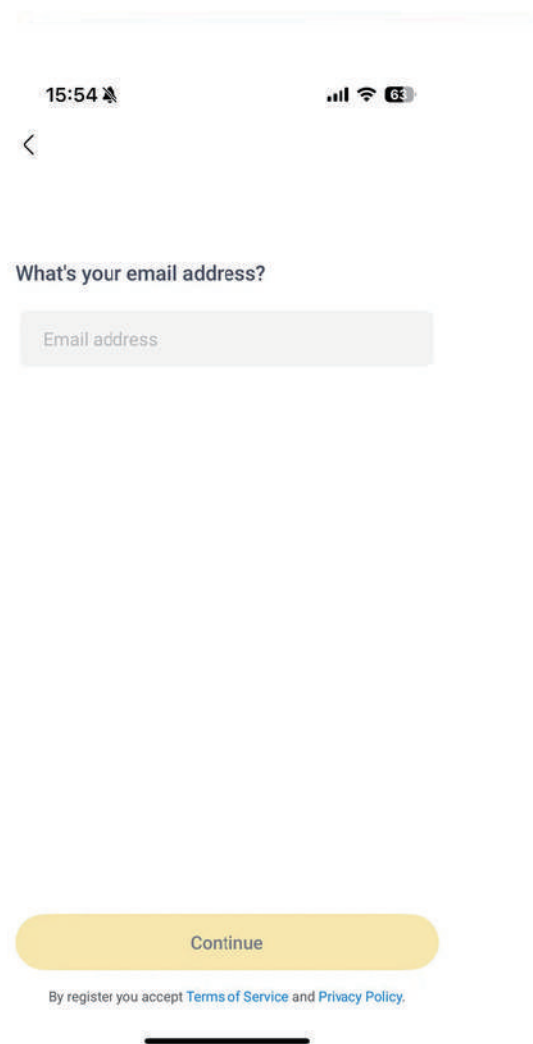 15:54
63
What's your email address?
Email address
Continue
By register you accept Terms of Service and Privacy Policy.